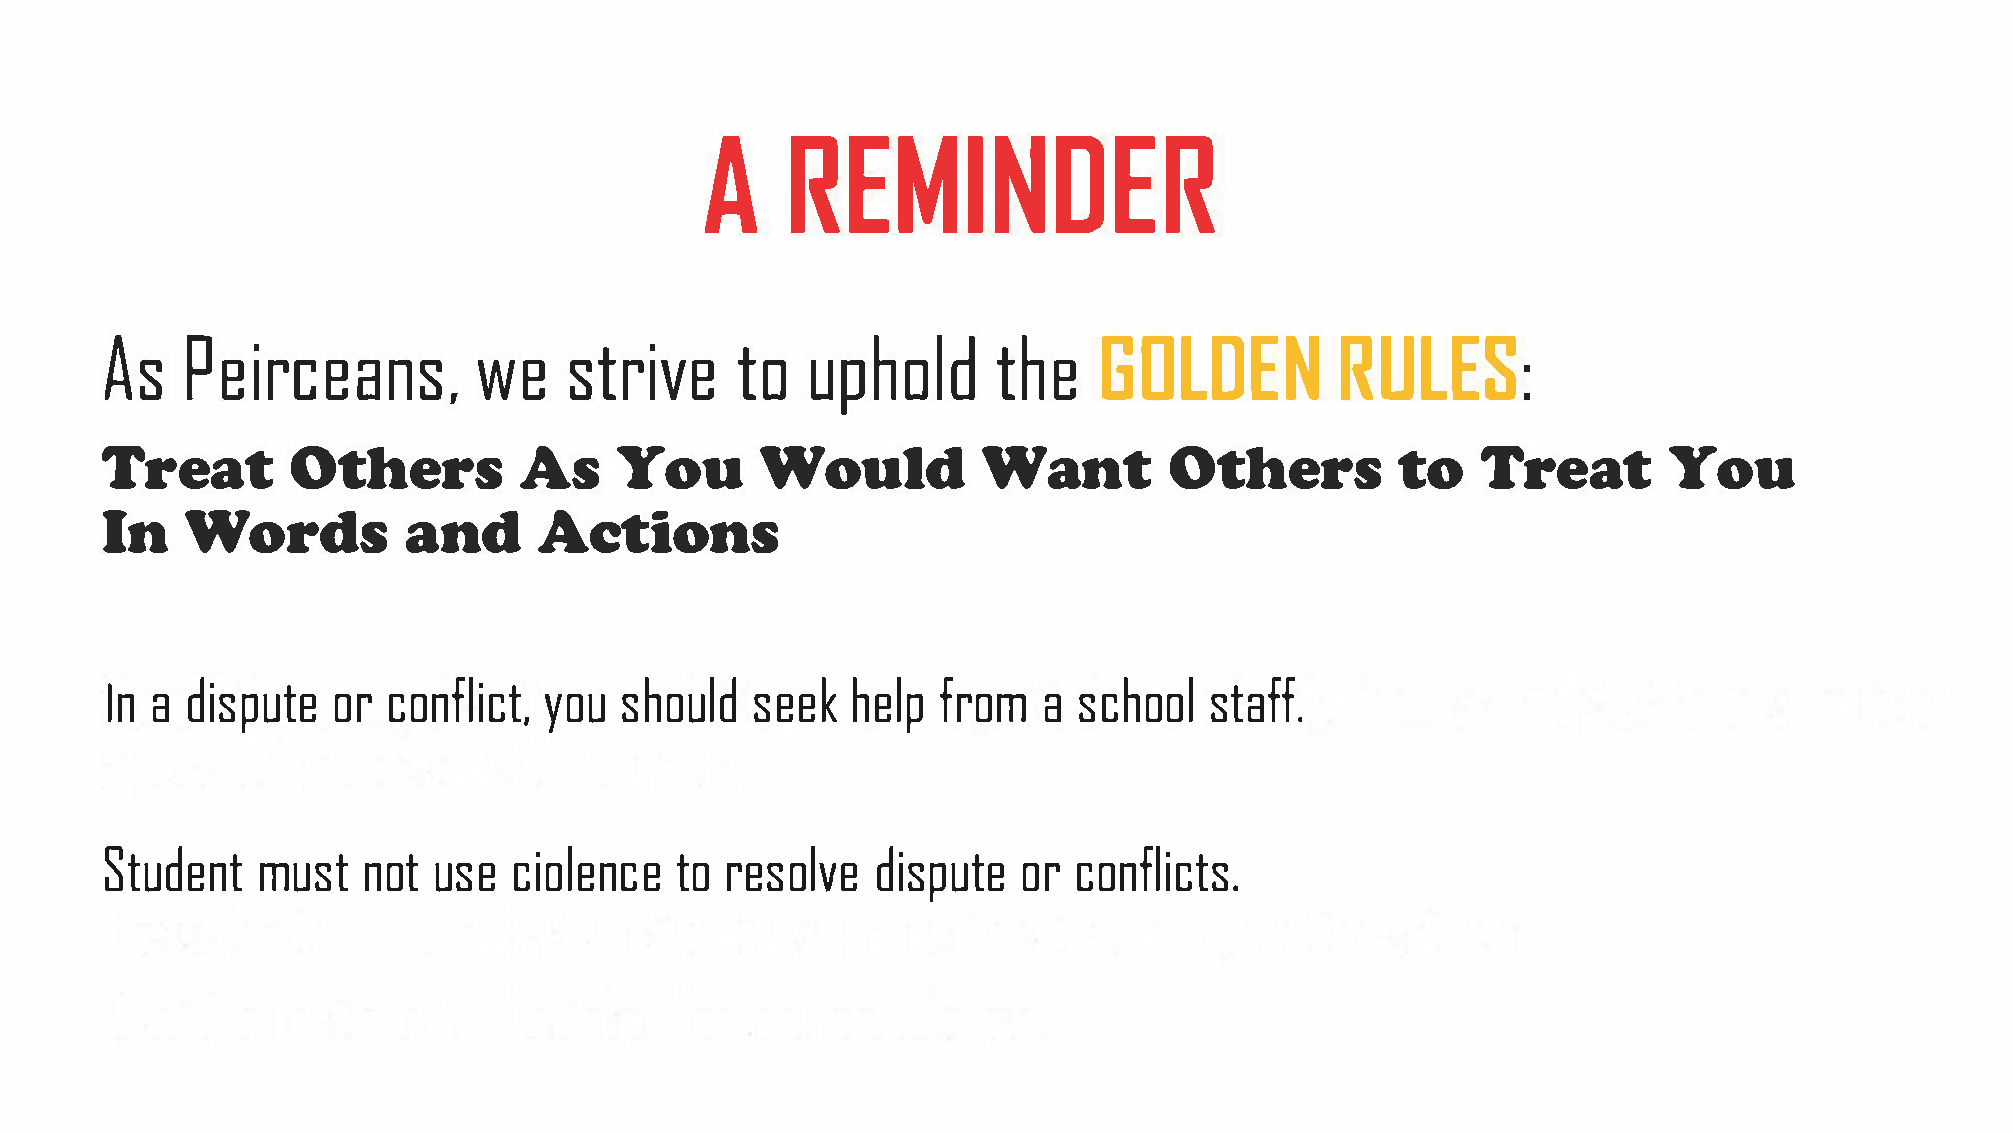 A REMINDER
As Peirceans, we strive to uphold the GOLDEN RULES:
Treat Others As You Would Want Others to Treat You
In Words and Actions
In a dispute or conflict, you should seek help from a school staff.
Student must not use ciolence to resolve dispute or conflicts.